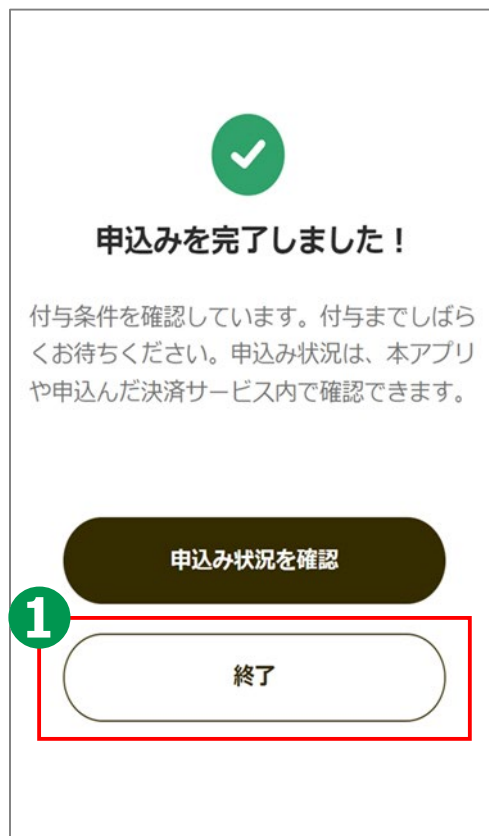 申込みを完了しました！
付与条件を確認しています。付与までしばら
くお待ちください。申込み状況は、本アプリ
や申込んだ決済サービス内で確認できます。
申込み状況を確認
1
終了